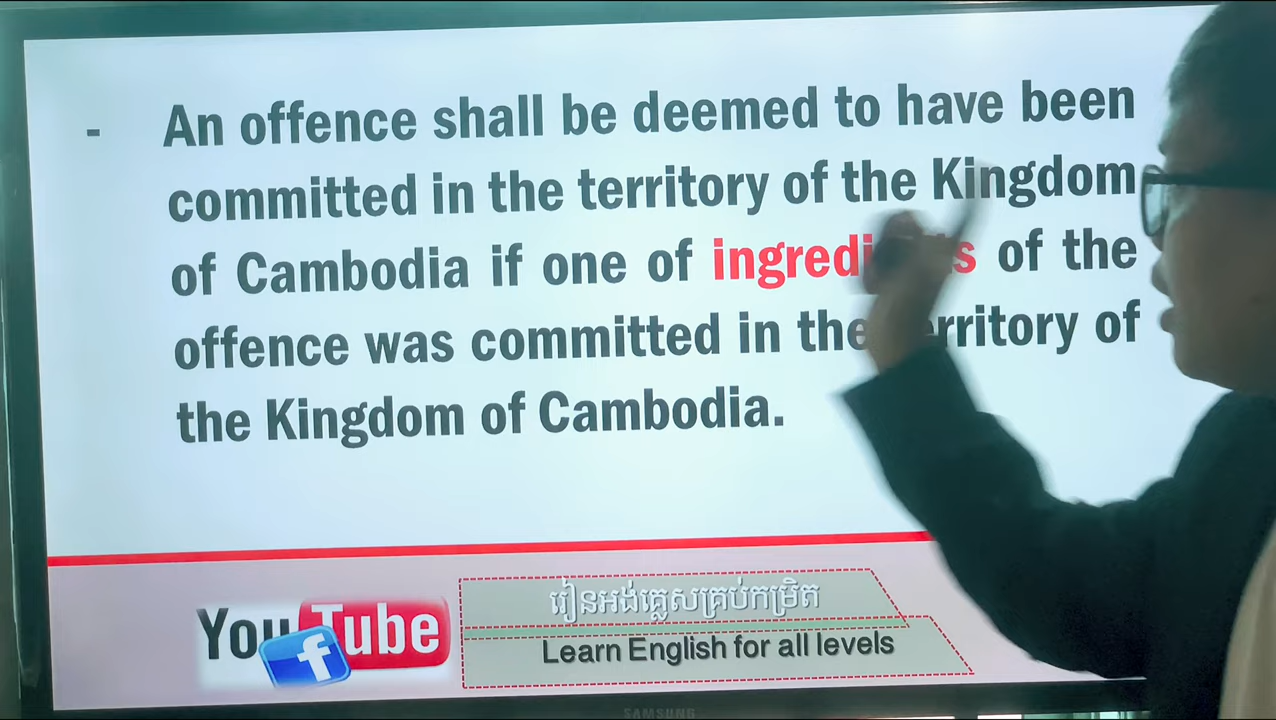 - An offence shall be deemed to have been
committed in the territory of the Kingdom
of Cambodia if one of of the
offence was committed in the of
the Kingdom of Cambodia.
YouTube
f
រៀនអង់គ្លេសគ្រប់កម្រិត
Learn English for all levels
SAMSUNG